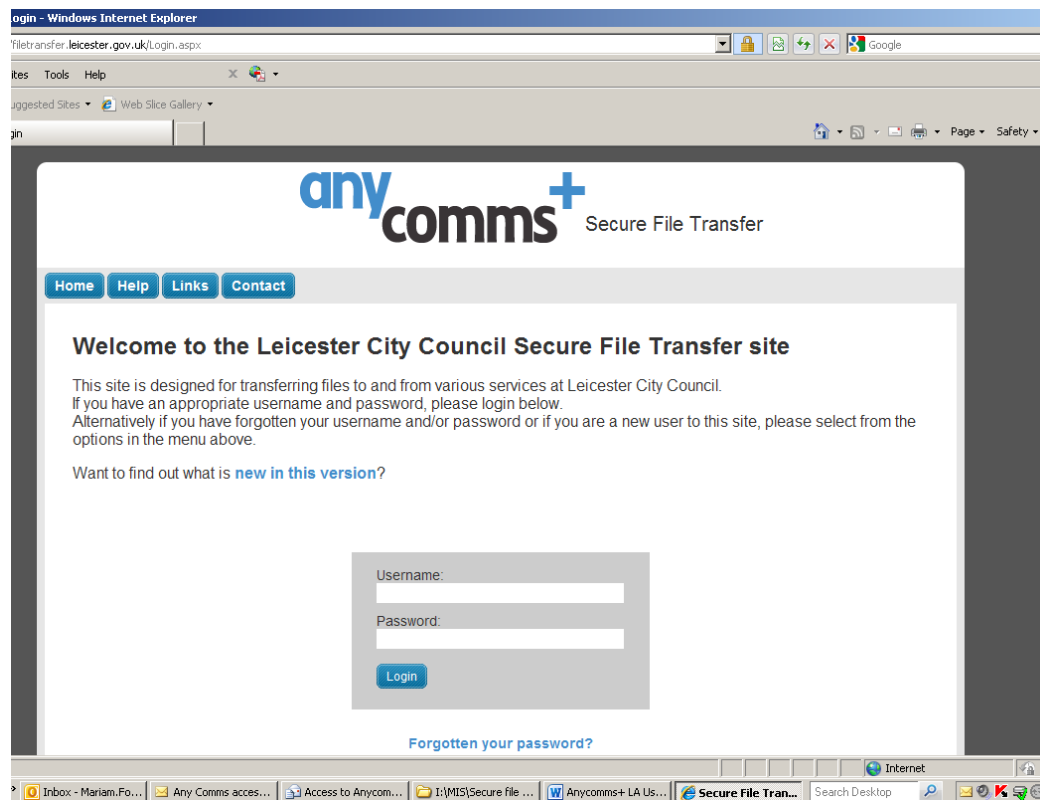 ogin - Windows Internet Explorer
/filetransfer.leicester.gov.uk/Login.aspx
Google
ites Tools Help
uggested Sites Web Slice Gallery
gin
Page Safety
any
comms+
Secure File Transfer
Home Help Links Contact
Welcome to the Leicester City Council Secure File Transfer site
This site is designed for transferring files to and from various services at Leicester City Council.
If you have an appropriate username and password, please login below.
Alternatively if you have forgotten your username and/or password or if you are a new user to this site, please select from the
options in the menu above.
Want to find out what is new in this version?
Username:
Password:
Login
Forgotten your password?
Internet
Inbox - Mariam.Fo... Any Comms acces... Access to Anycom... I:\MIS\Secure file ... Anycomms+ LA Us... Secure File Tran... Search Desktop